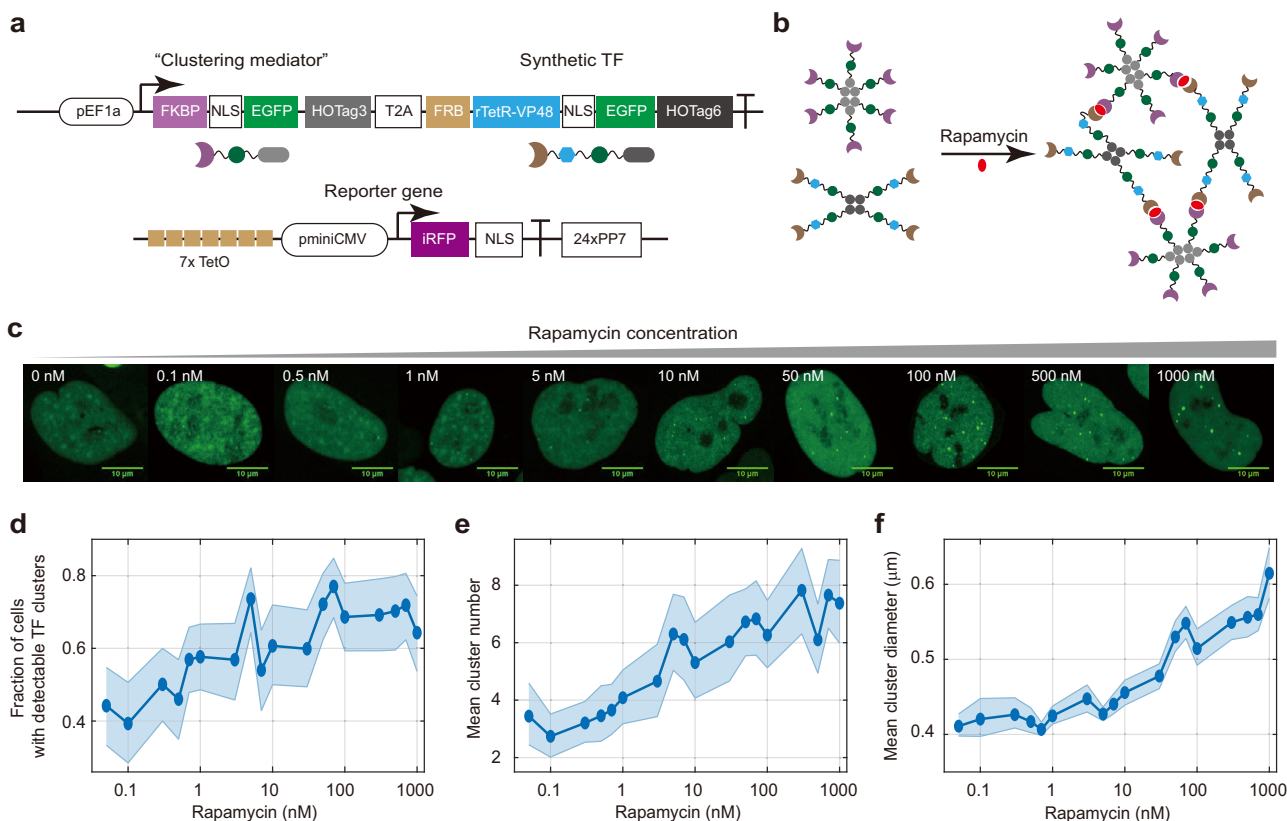 a
"Clustering mediator"
Synthetic TF
pEF1a
FKBP
NLS
EGFP
HOTag3
T2A
FRB
rTetR-VP48
NLS
EGFP
HOTag6
Reporter gene
7x TetO
pminiCMV
iRFP
NLS
24xPP7
b
Rapamycin
c
Rapamycin concentration
0 nM
0.1 nM
0.5 nM
1 nM
5 nM
10 nM
50 nM
100 nM
500 nM
1000 nM
10 μm
10 μm
10 μm
10 μm
10 μm
10 μm
10 μm
10 μm
10 μm
10 μm
d
Fraction of cells
with detectable TF clusters
0.8
0.6
0.4
0.1
1
10
100
1000
Rapamycin (nM)
e
Mean cluster number
8
6
4
2
0.1
1
10
100
1000
Rapamycin (nM)
f
Mean cluster diameter (μm)
0.6
0.5
0.4
0.1
1
10
100
1000
Rapamycin (nM)